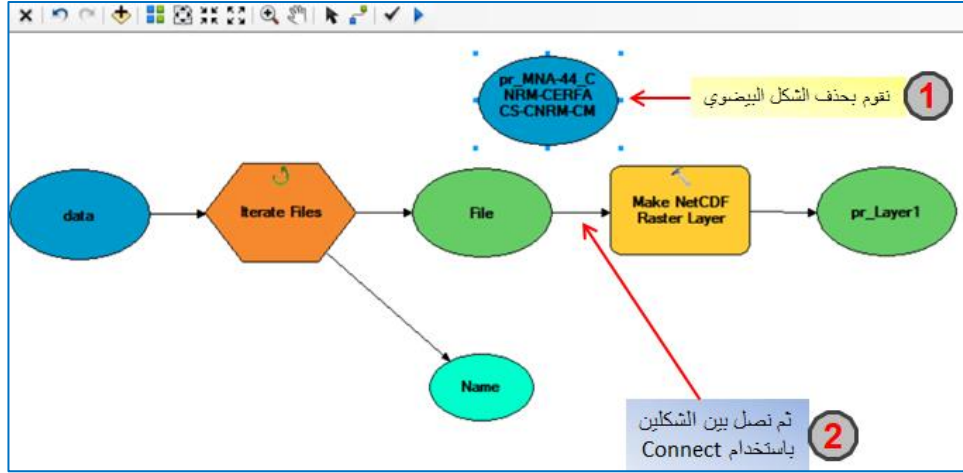 pr_MNA-44_C
NRM-CERFA
CS-CNRM-CM
نقوم بحذف الشكل البيضوي
1
data
Iterate Files
File
Make NetCDF
Raster Layer
pr_Layer1
Name
ثم نصل بين الشكلين
باستخدام Connect
2